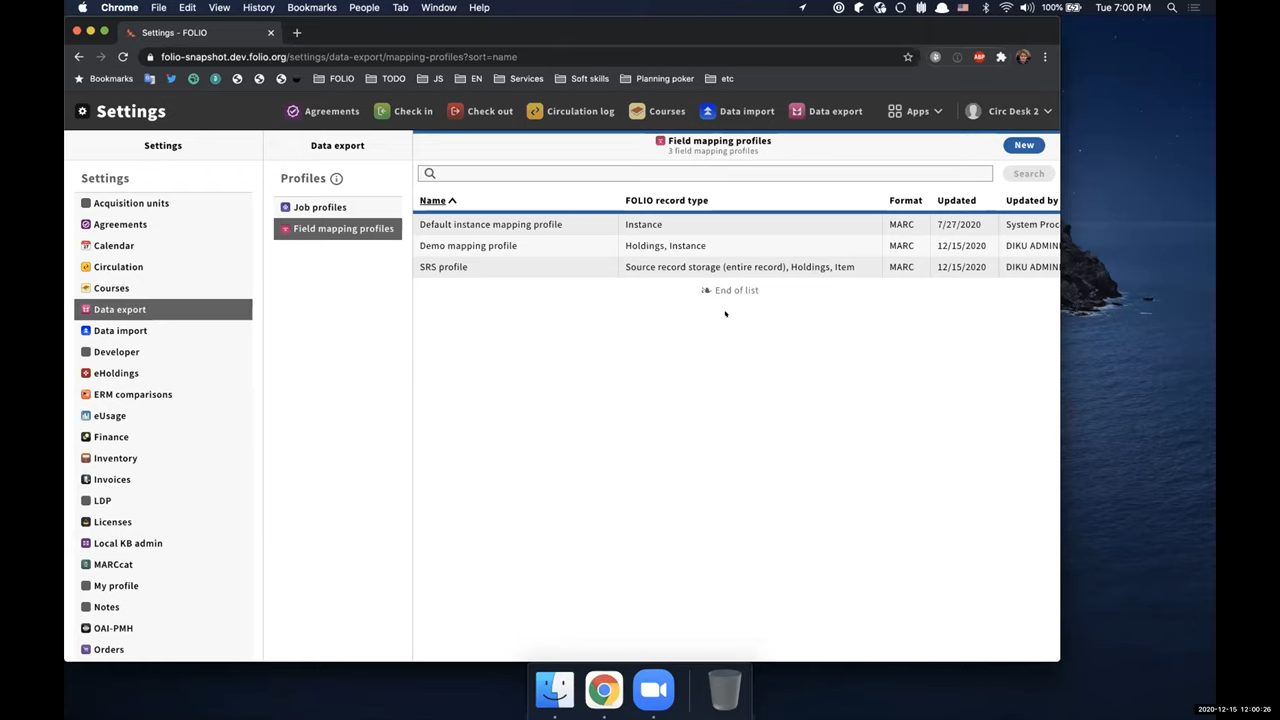 Chrome File Edit View History Bookmarks People Tab Window Help 100% Tue 7:00 PM
Settings - FOLIO
folio-snapshot.dev.folio.org/settings/data-export/mapping-profiles?sort=name
Bookmarks FOLIO TODO JS EN Services Soft skills Planning poker etc
Settings Agreements Check in Check out Circulation log Courses Data import Data export Apps Circ Desk 2
Settings
Settings
Acquisition units
Agreements
Calendar
Circulation
Courses
Data export
Data import
Developer
eHoldings
ERM comparisons
eUsage
Finance
Inventory
Invoices
LDP
Licenses
Local KB admin
MARCcat
My profile
Notes
OAI-PMH
Orders
Data export
Profiles
Job profiles
Field mapping profiles
Field mapping profiles
3 field mapping profiles
New
Search
Name FOLIO record type Format Updated Updated by
Default instance mapping profile Instance MARC 7/27/2020 System Proc
Demo mapping profile Holdings, Instance MARC 12/15/2020 DIKU ADMIN
SRS profile Source record storage (entire record), Holdings, Item MARC 12/15/2020 DIKU ADMIN
End of list
2020-12-15 12:00:26